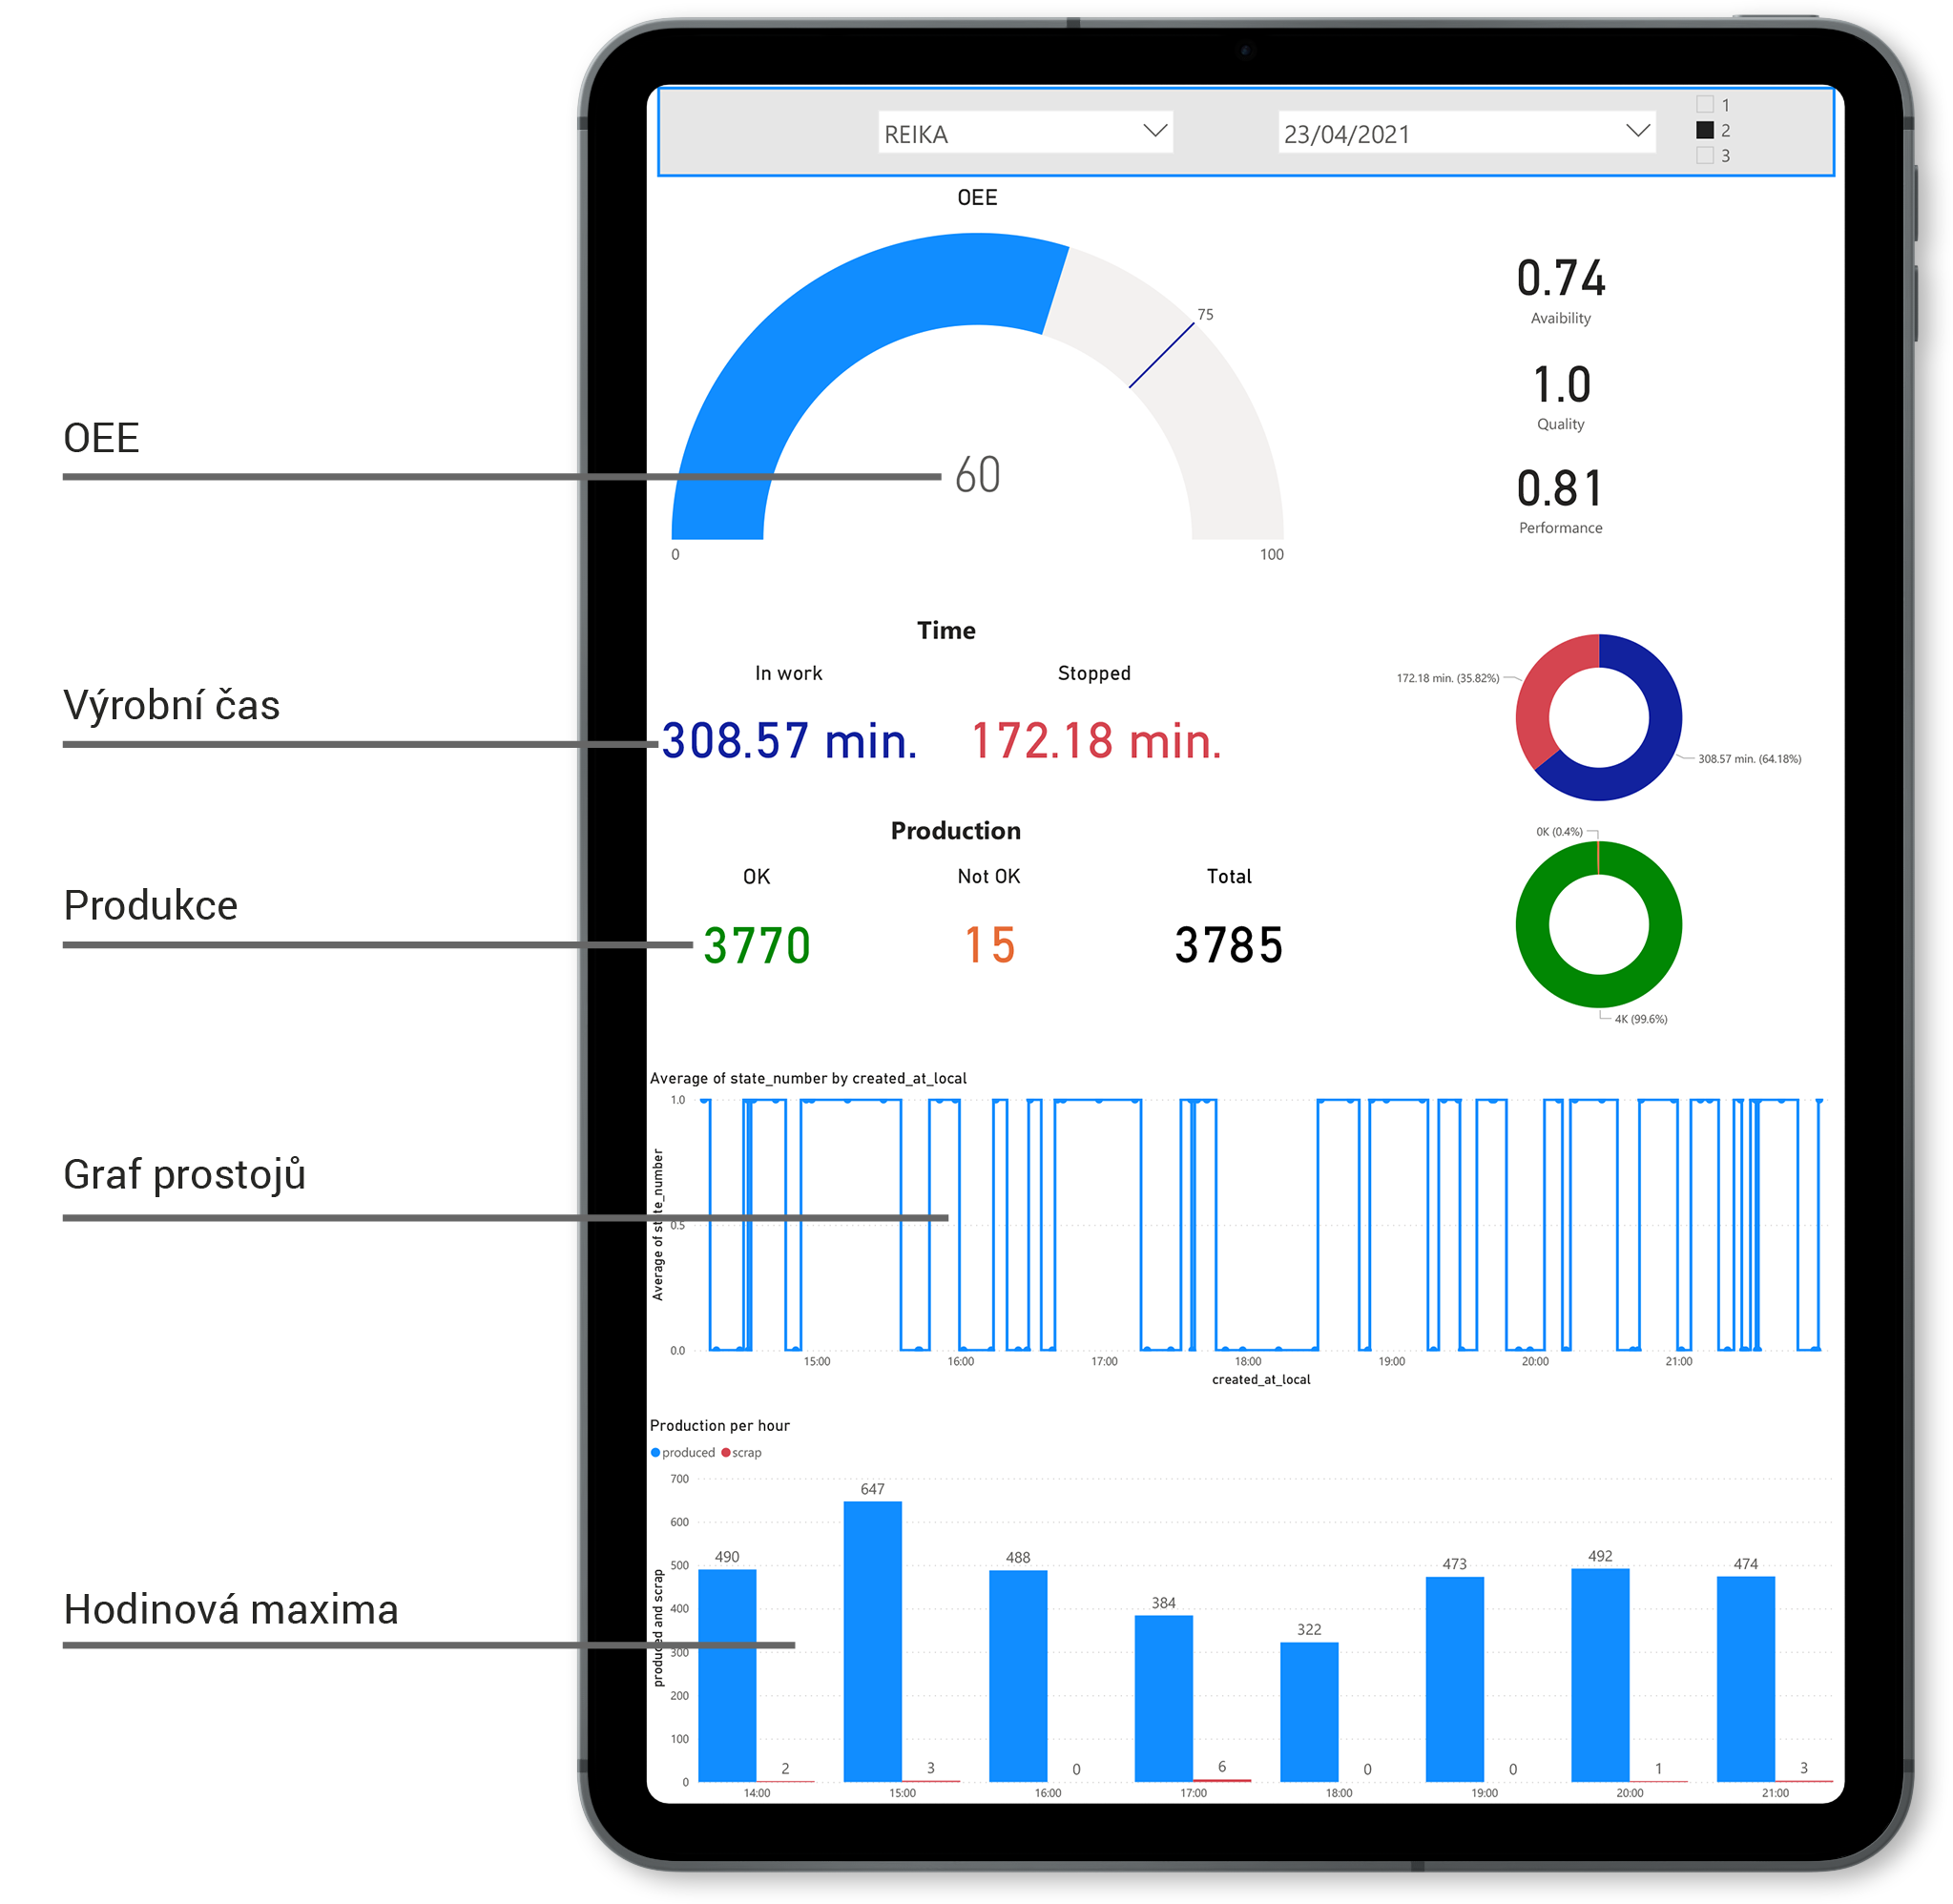 REIKA
23/04/2021
1
2
3
OEE
75
60
0
100
0.74
Avaibility
1.0
Quality
0.81
Performance
OEE
Time
In work
Stopped
308.57 min.
172.18 min.
172.18 min. (35.82%)
308.57 min. (64.18%)
Výrobní čas
Production
OK
Not OK
Total
3770
15
3785
0K (0.4%)
4K (99.6%)
Produkce
Average of state_number by created_at_local
Average of state_number
1.0
0.5
0.0
15:00
16:00
17:00
18:00
19:00
20:00
21:00
created_at_local
Graf prostojů
Production per hour
produced
scrap
produced and scrap
700
600
500
400
300
200
100
0
490
647
488
384
322
473
492
474
2
3
0
6
0
0
1
3
14:00
15:00
16:00
17:00
18:00
19:00
20:00
21:00
Hodinová maxima